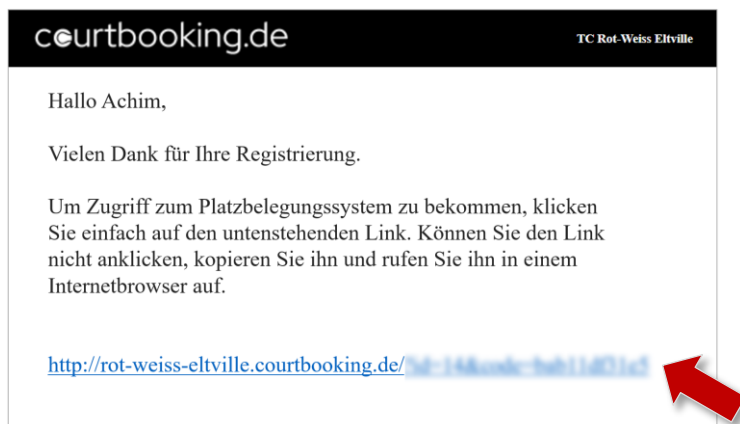 courtbooking.de
TC Rot-Weiss Eltville
Hallo Achim,
Vielen Dank für Ihre Registrierung.
Um Zugriff zum Platzbelegungssystem zu bekommen, klicken
Sie einfach auf den untenstehenden Link. Können Sie den Link
nicht anklicken, kopieren Sie ihn und rufen Sie ihn in einem
Internetbrowser auf.
http://rot-weiss-eltville.courtbooking.de/